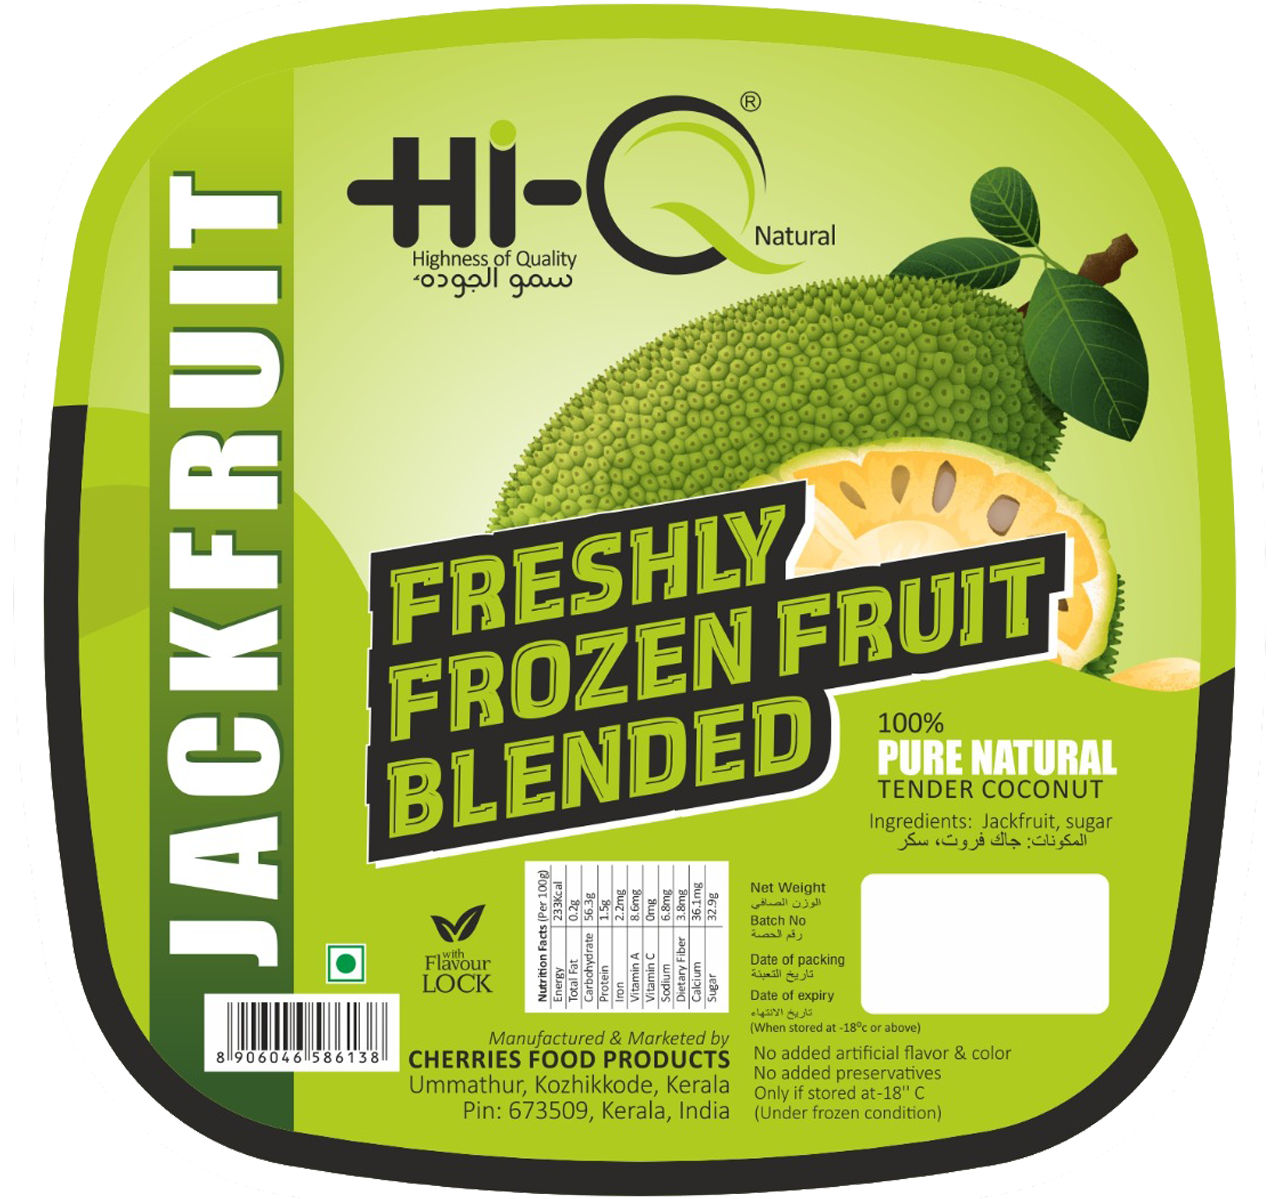 JACKFRUIT
Hi-Q®
Natural
Highness of Quality
سمو الجوده
FRESHLY
FROZEN FRUIT
BLENDED
100%
PURE NATURAL
TENDER COCONUT
Ingredients: Jackfruit, sugar
المكونات: جاك فروت، سكر
with
Flavour
LOCK
Nutrition Facts (Per 100g)
Energy 233Kcal
Total Fat 0.2g
Carbohydrate 56.3g
Protein 1.5g
Iron 2.2mg
Vitamin A 8.6mg
Vitamin C 0mg
Sodium 6.8mg
Dietary Fiber 3.8mg
Calcium 36.1mg
Sugar 32.9g
Net Weight
الوزن الصافي
Batch No
رقم الحصة
Date of packing
تاريخ التعبئة
Date of expiry
تاريخ الانتهاء
(When stored at -18ºc or above)
8 906046 586138
Manufactured & Marketed by
CHERRIES FOOD PRODUCTS
Ummathur, Kozhikkode, Kerala
Pin: 673509, Kerala, India
No added artificial flavor & color
No added preservatives
Only if stored at-18" C
(Under frozen condition)